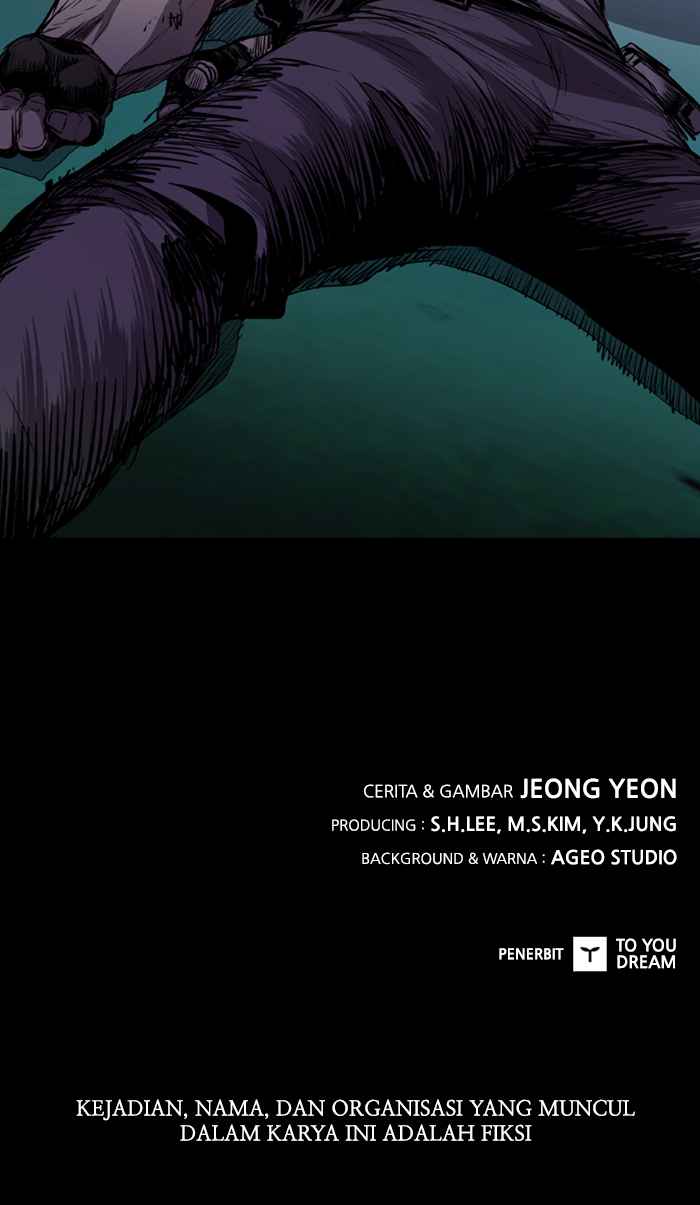 CERITA & GAMBAR JEONG YEON
PRODUCING : S.H.LEE, M.S.KIM, Y.K.JUNG
BACKGROUND & WARNA : AGEO STUDIO
PENERBIT TO YOU
DREAM
KEJADIAN, NAMA, DAN ORGANISASI YANG MUNCUL
DALAM KARYA INI ADALAH FIKSI